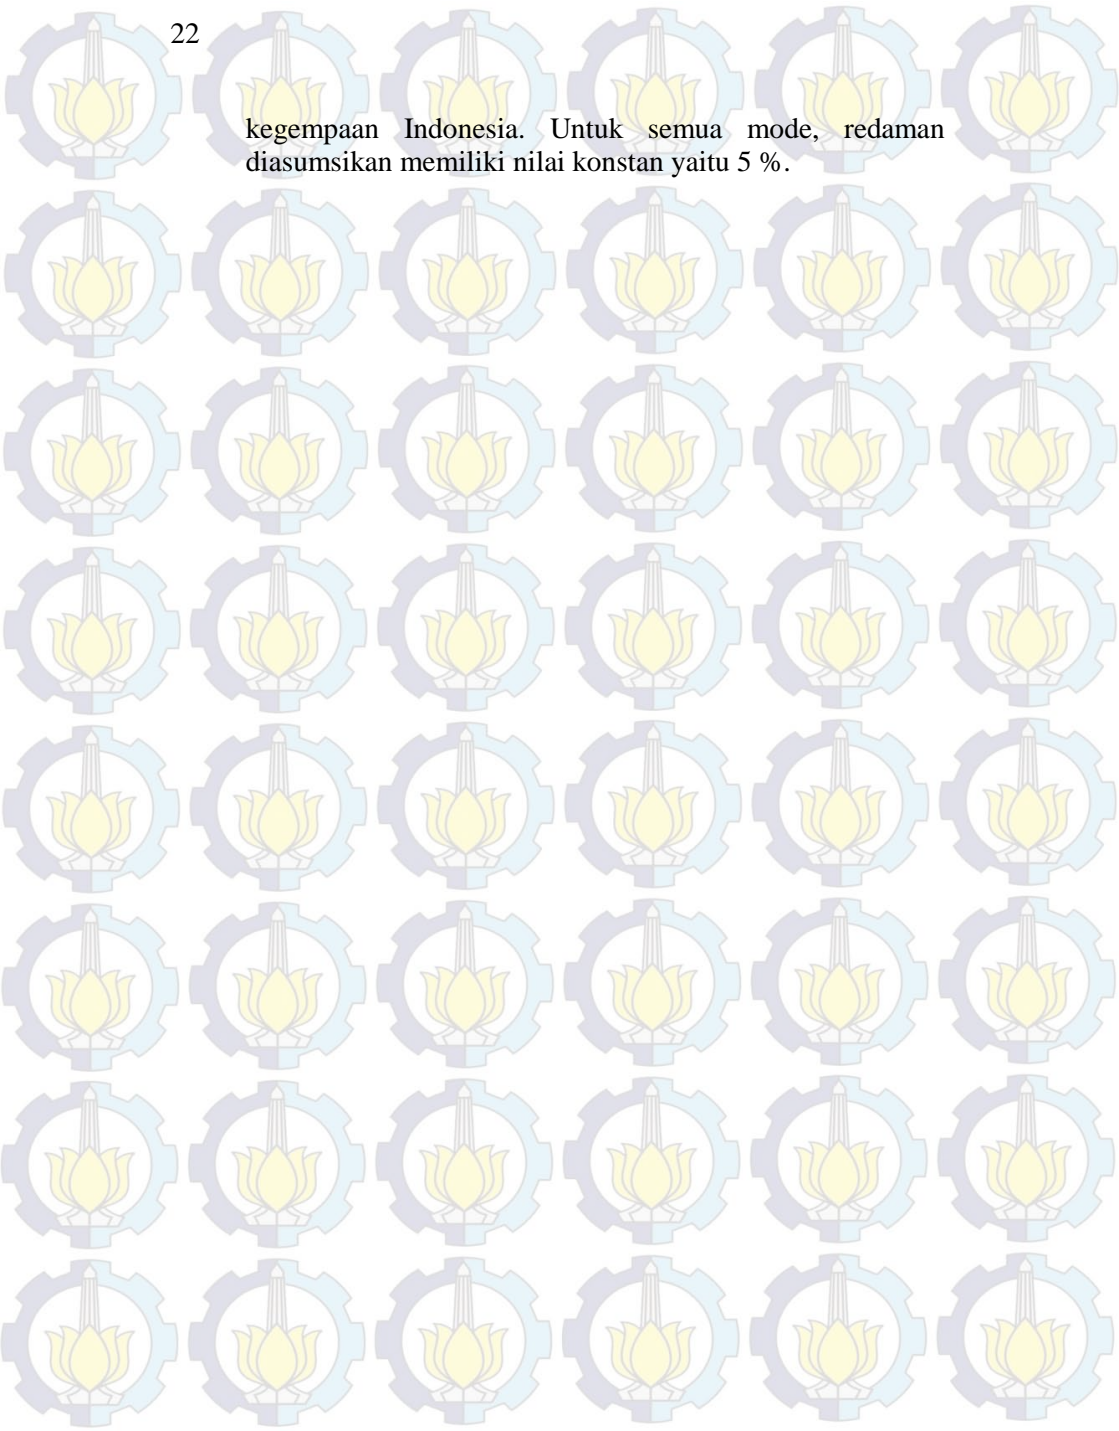 22
kegempaan Indonesia. Untuk semua mode, redaman
diasumsikan memiliki nilai konstan yaitu 5 %.